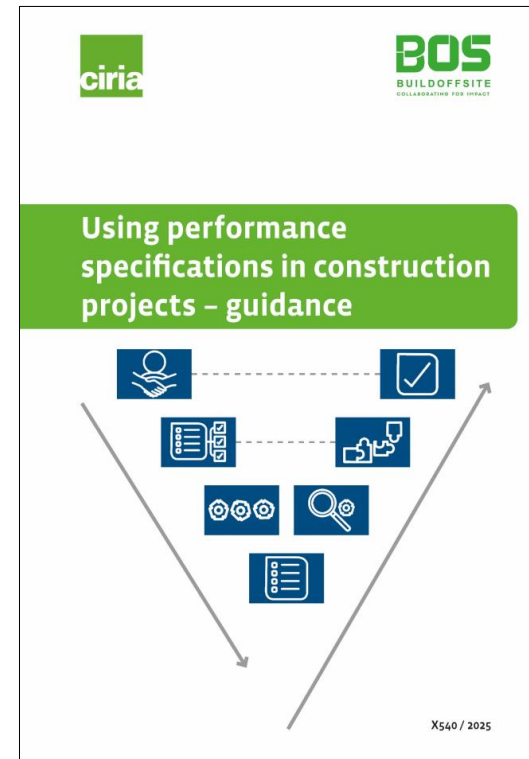 ciria
BOS
BUILDOFFSITE
COLLABORATING FOR IMPACT
Using performance
specifications in construction
projects – guidance
X540 / 2025